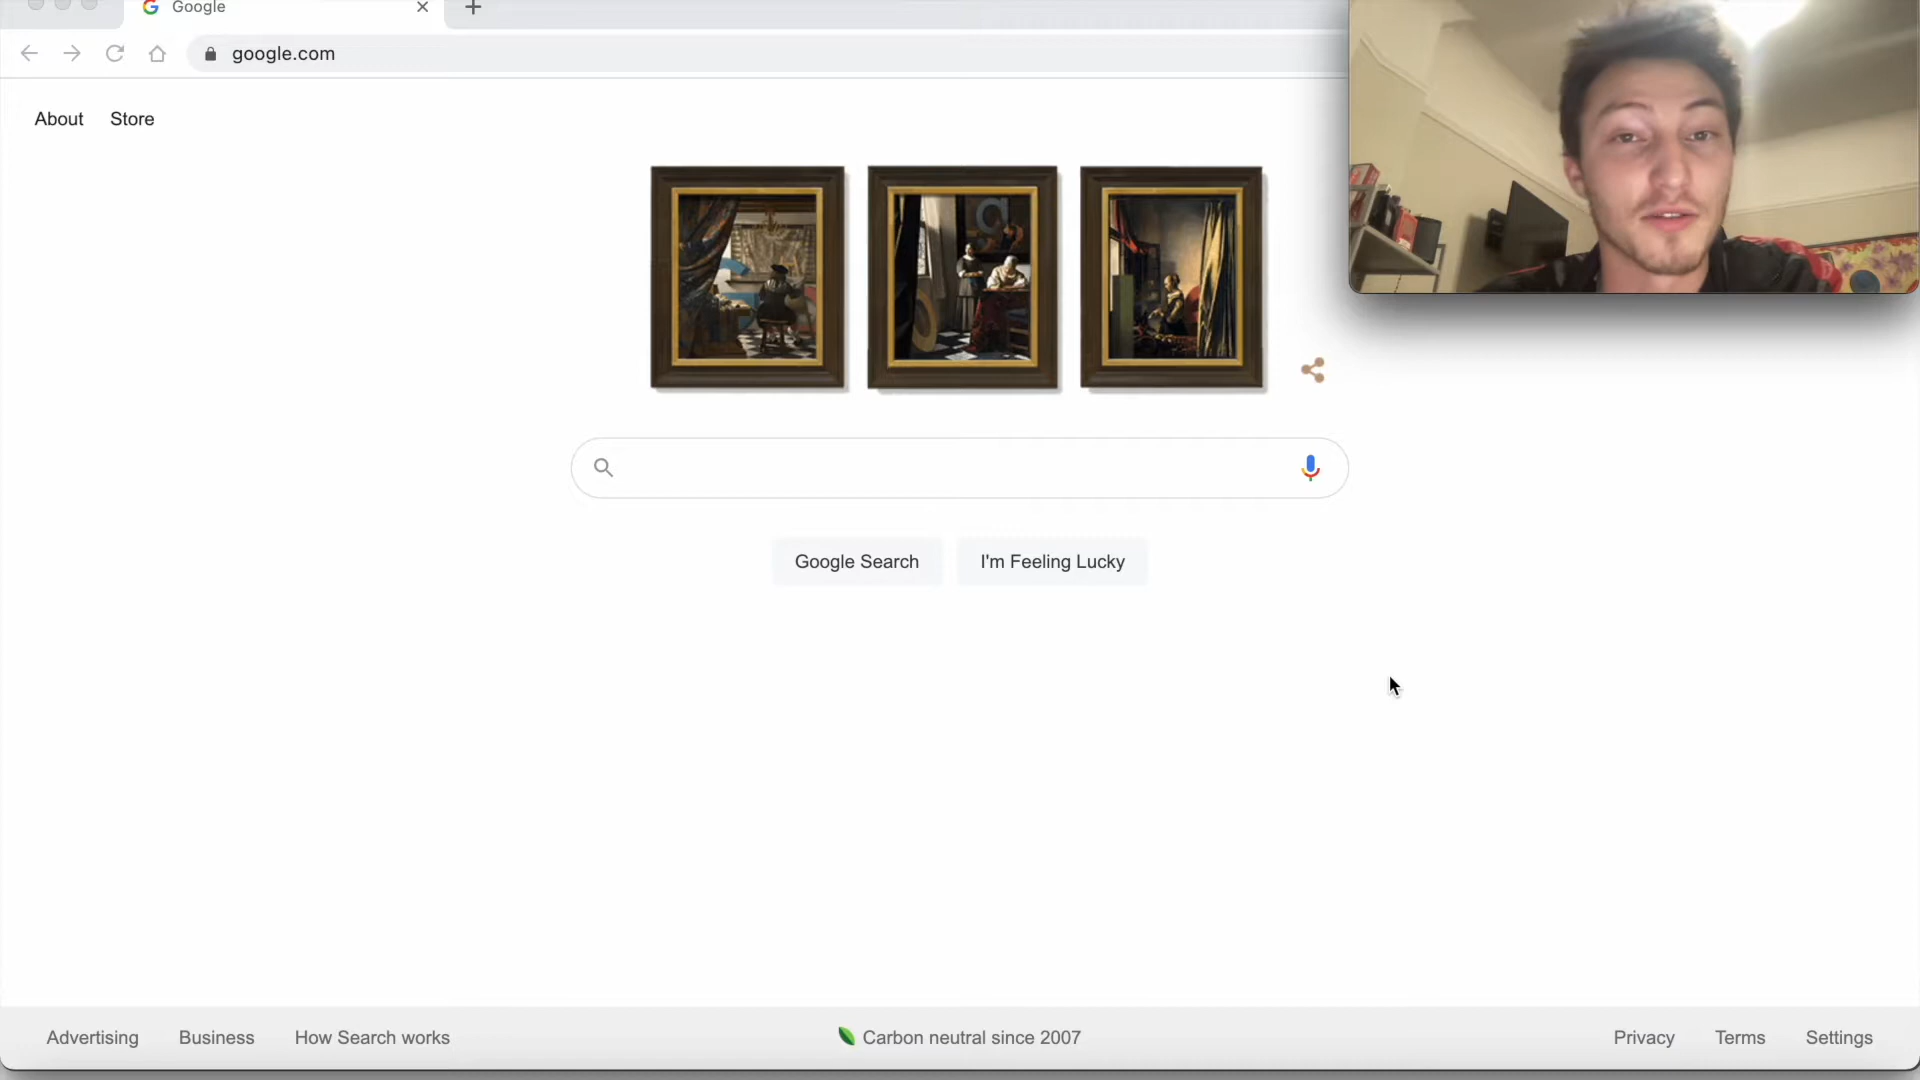 Google
google.com
About Store
Google Search I'm Feeling Lucky
Advertising Business How Search works Carbon neutral since 2007 Privacy Terms Settings